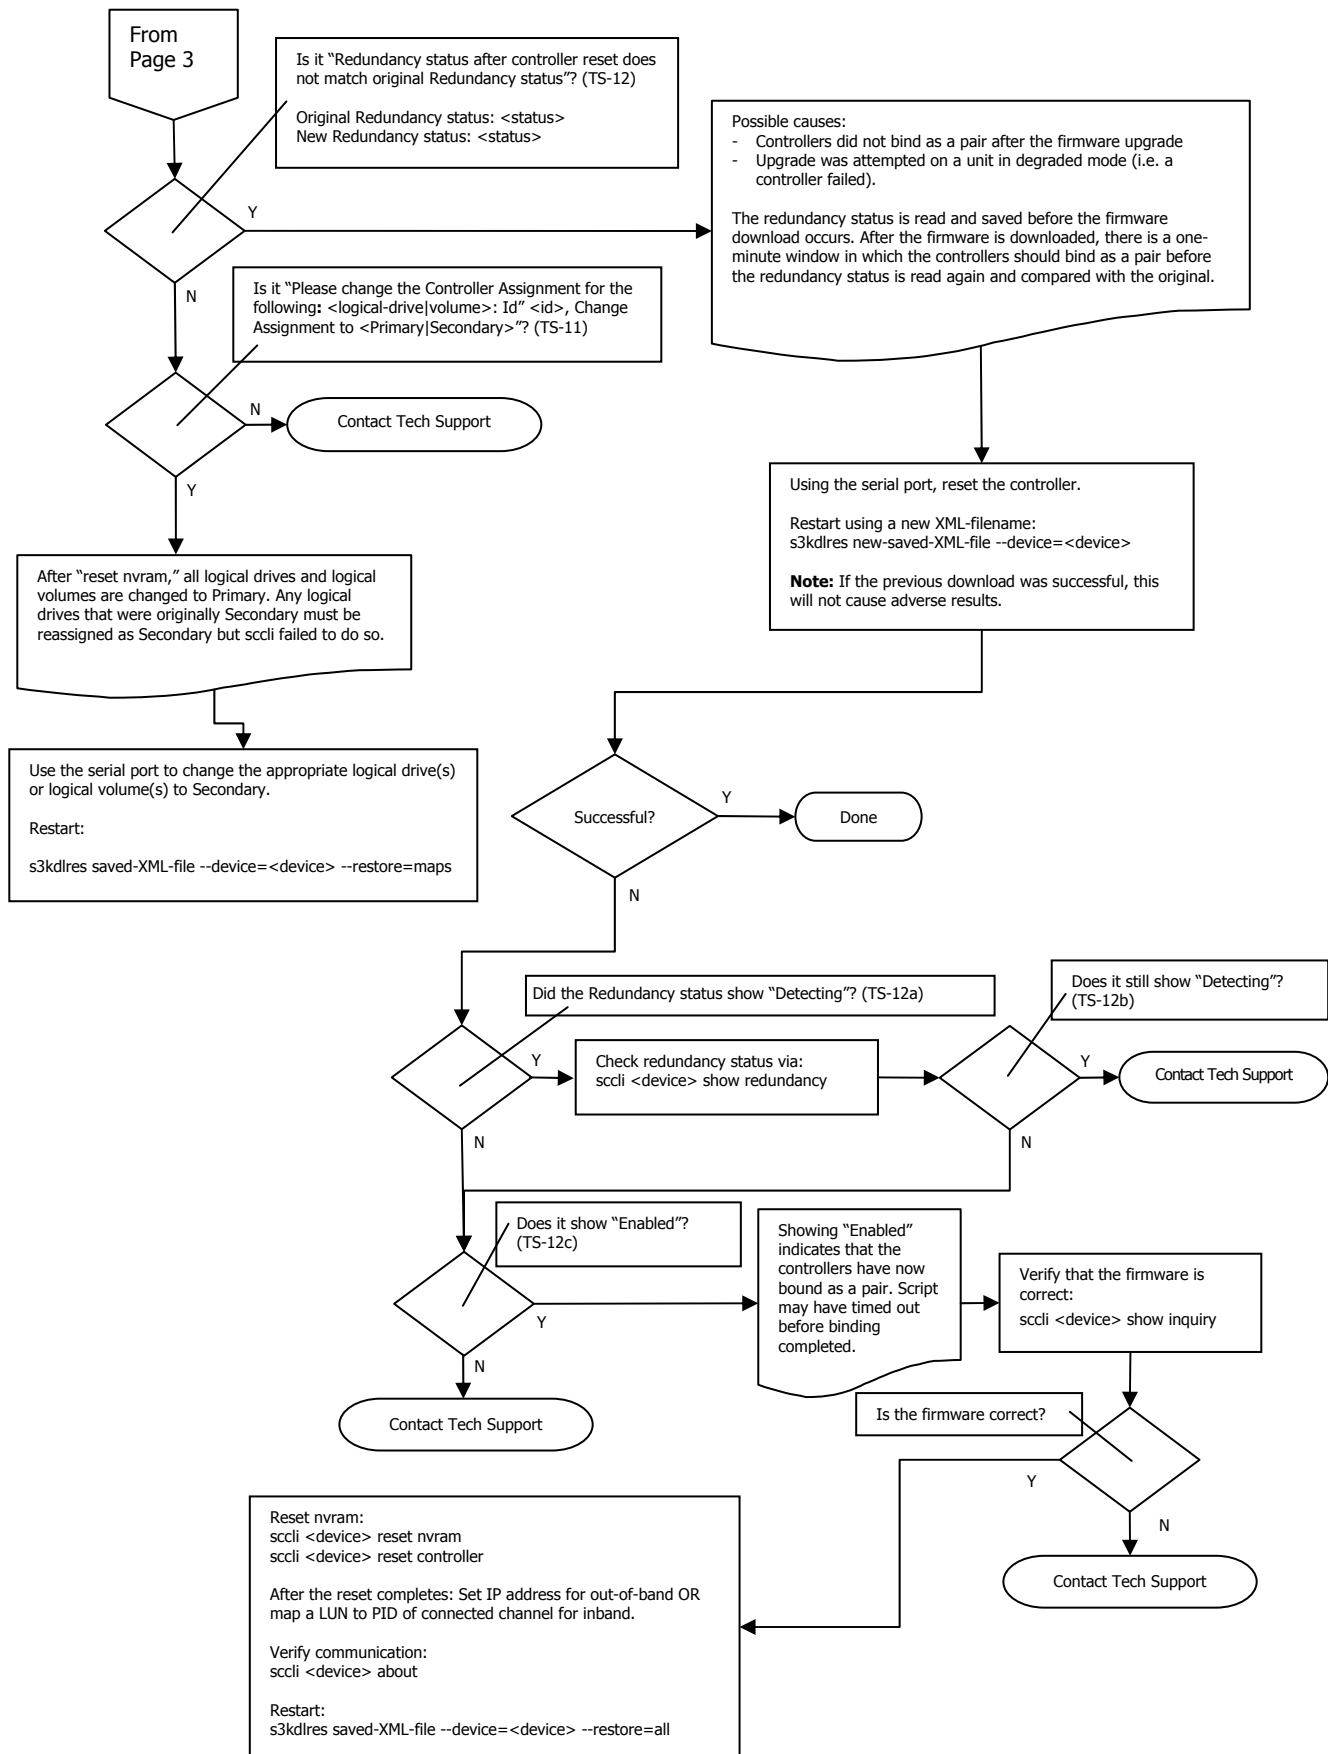 From
Page 3
Is it “Redundancy status after controller reset does
not match original Redundancy status”? (TS-12)
Original Redundancy status: <status>
New Redundancy status: <status>
Possible causes:
- Controllers did not bind as a pair after the firmware upgrade
- Upgrade was attempted on a unit in degraded mode (i.e. a
controller failed).
The redundancy status is read and saved before the firmware
download occurs. After the firmware is downloaded, there is a one-
minute window in which the controllers should bind as a pair before
the redundancy status is read again and compared with the original.
Y
N
Is it “Please change the Controller Assignment for the
following: <logical-drive|volume>: Id” <id>, Change
Assignment to <Primary|Secondary>”? (TS-11)
N
Contact Tech Support
Y
Using the serial port, reset the controller.
Restart using a new XML-filename:
s3kdlres new-saved-XML-file --device=<device>
Note: If the previous download was successful, this
will not cause adverse results.
After “reset nvram,” all logical drives and logical
volumes are changed to Primary. Any logical
drives that were originally Secondary must be
reassigned as Secondary but sccli failed to do so.
Use the serial port to change the appropriate logical drive(s)
or logical volume(s) to Secondary.
Restart:
s3kdlres saved-XML-file --device=<device> --restore=maps
Successful?
Y
Done
N
Did the Redundancy status show “Detecting”? (TS-12a)
Does it still show “Detecting”?
(TS-12b)
Y
Check redundancy status via:
sccli <device> show redundancy
Y
Contact Tech Support
N
N
Does it show “Enabled”?
(TS-12c)
Showing “Enabled”
indicates that the
controllers have now
bound as a pair. Script
may have timed out
before binding
completed.
Verify that the firmware is
correct:
sccli <device> show inquiry
Y
N
Contact Tech Support
Is the firmware correct?
Y
N
Contact Tech Support
Reset nvram:
sccli <device> reset nvram
sccli <device> reset controller
After the reset completes: Set IP address for out-of-band OR
map a LUN to PID of connected channel for inband.
Verify communication:
sccli <device> about
Restart:
s3kdlres saved-XML-file --device=<device> --restore=all